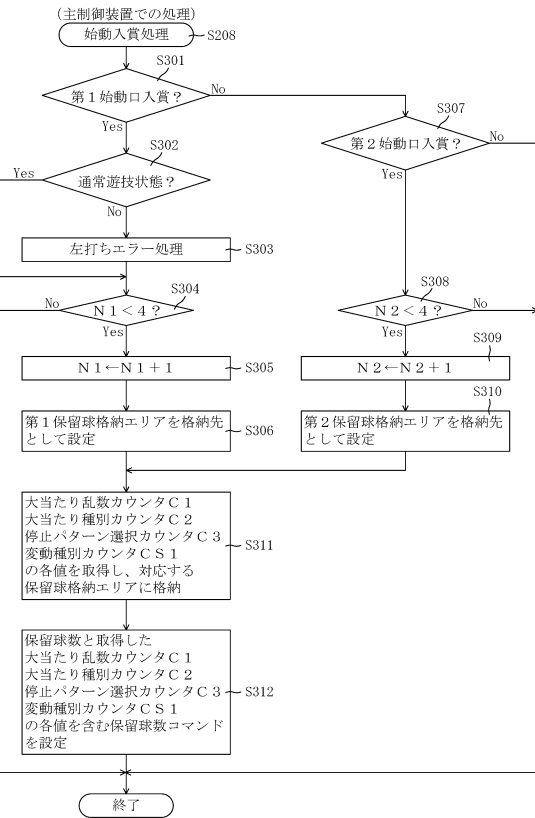 (主制御装置での処理)
始動入賞処理
S208
S301
第1始動口入賞?
No
Yes
S307
第2始動口入賞?
No
Yes
S302
通常遊技状態?
Yes
No
左打ちエラー処理
S303
S304
N1<4?
No
Yes
S308
N2<4?
No
Yes
N1←N1+1
S305
S309
N2←N2+1
第1保留球格納エリアを格納先
として設定
S306
S310
第2保留球格納エリアを格納先
として設定
大当たり乱数カウンタC1
大当たり種別カウンタC2
停止パターン選択カウンタC3
変動種別カウンタCS1
の各値を取得し、対応する
保留球格納エリアに格納
S311
保留球数と取得した
大当たり乱数カウンタC1
大当たり種別カウンタC2
停止パターン選択カウンタC3
変動種別カウンタCS1
の各値を含む保留球数コマンド
を設定
S312
終了